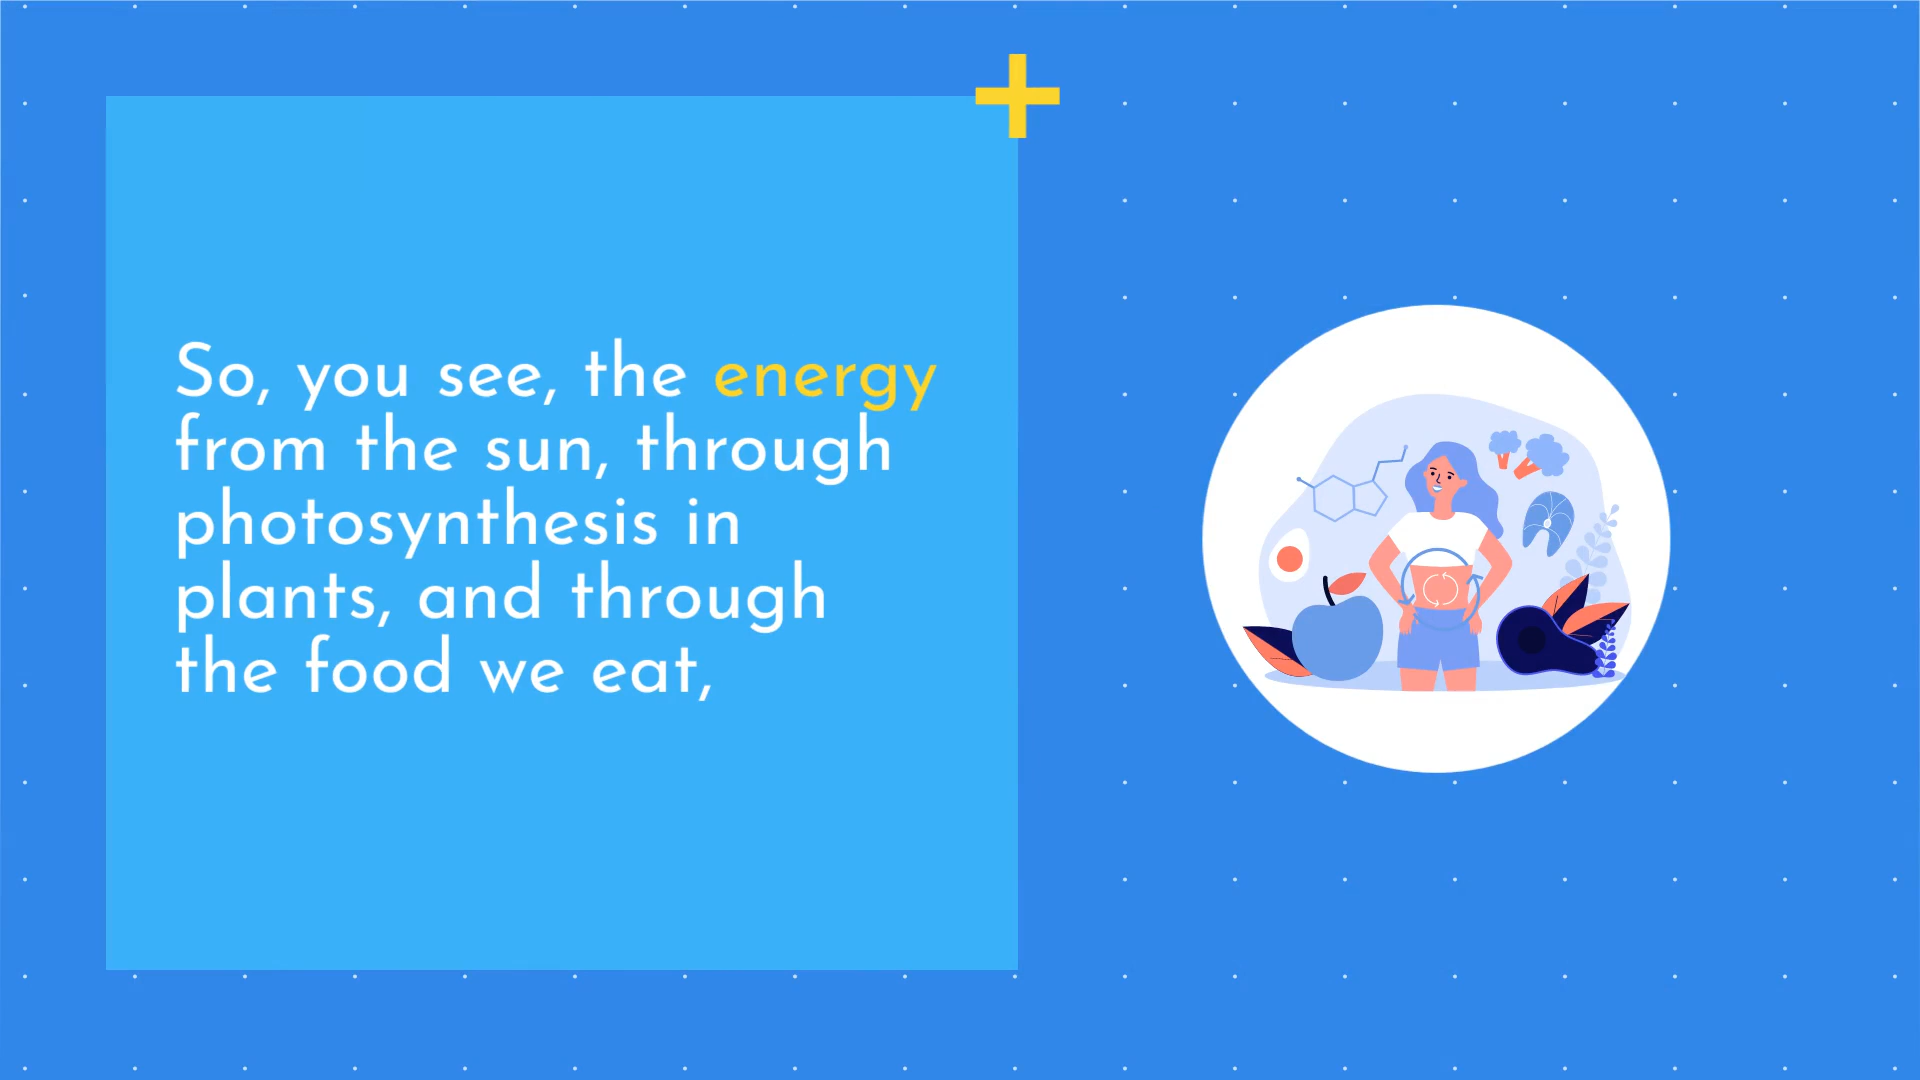 So, you see, the energy
from the sun, through
photosynthesis in
plants, and through
the food we eat,